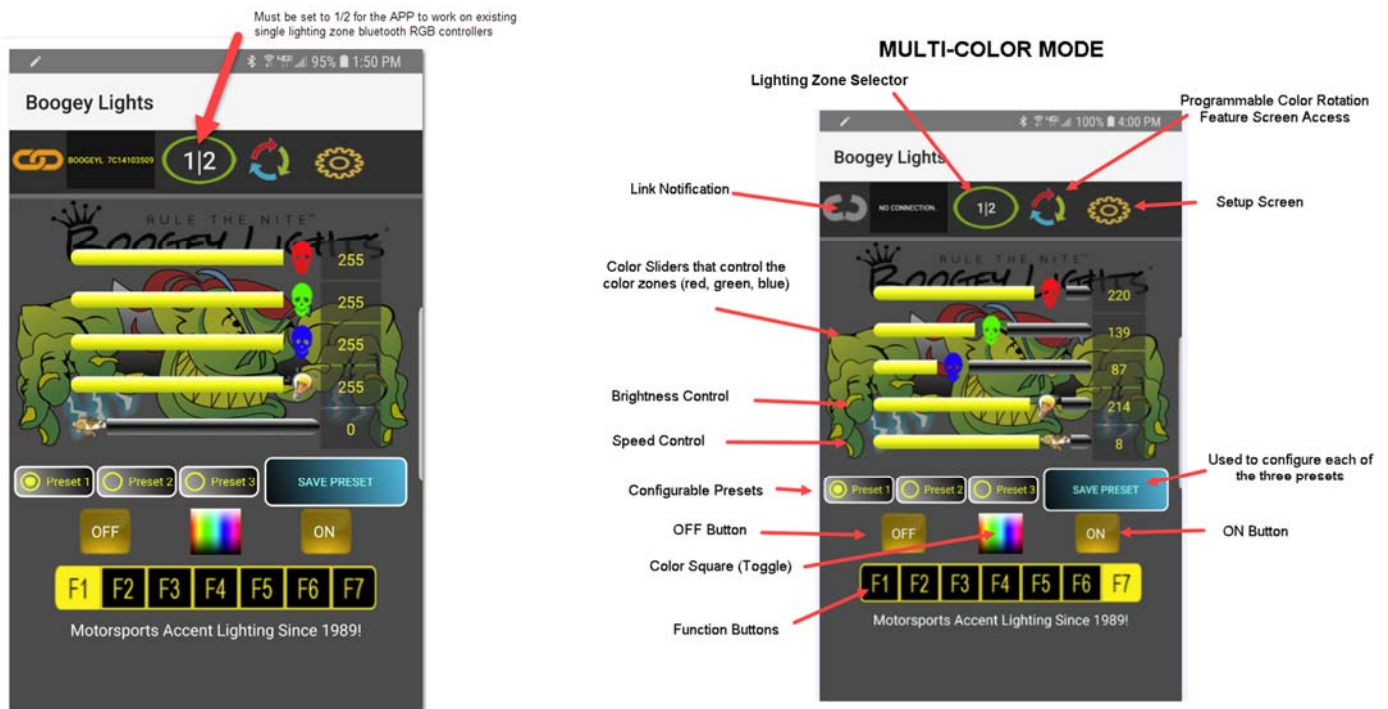 Must be set to 1/2 for the APP to work on existing
single lighting zone bluetooth RGB controllers
95% 1:50 PM
Boogey Lights
BOOGEYL 7C14103509
1|2
RULE THE NITE™
BOOGEY LIGHTS
255
255
255
255
0
Preset 1
Preset 2
Preset 3
SAVE PRESET
OFF
ON
F1 F2 F3 F4 F5 F6 F7
Motorsports Accent Lighting Since 1989!
MULTI-COLOR MODE
Lighting Zone Selector
Programmable Color Rotation
Feature Screen Access
100% 4:00 PM
Boogey Lights
Link Notification
NO CONNECTION.
1|2
Setup Screen
RULE THE NITE™
BOOGEY LIGHTS
Color Sliders that control the
color zones (red, green, blue)
220
139
87
Brightness Control
214
Speed Control
8
Used to configure each of
the three presets
Configurable Presets
Preset 1
Preset 2
Preset 3
SAVE PRESET
OFF Button
OFF
ON
ON Button
Color Square (Toggle)
F1 F2 F3 F4 F5 F6 F7
Motorsports Accent Lighting Since 1989!
Function Buttons